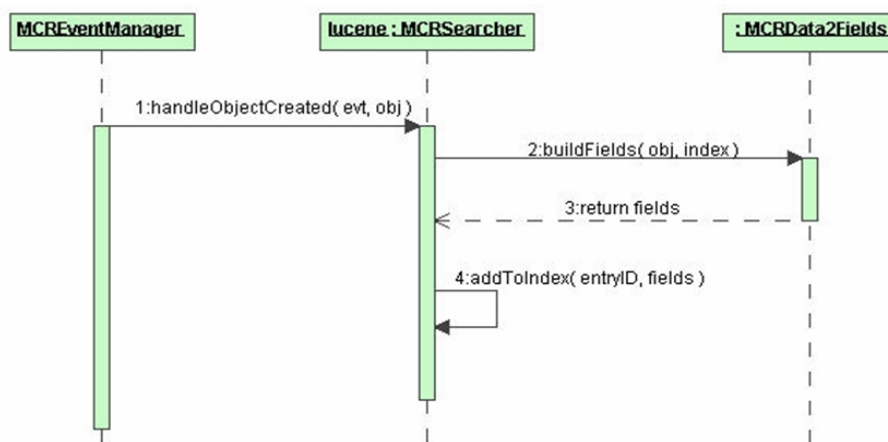 MCREventManager
lucene : MCRSearcher
: MCRData2Fields
1:handleObjectCreated( evt, obj )
2:buildFields( obj, index )
3:return fields
4:addToIndex( entryID, fields )